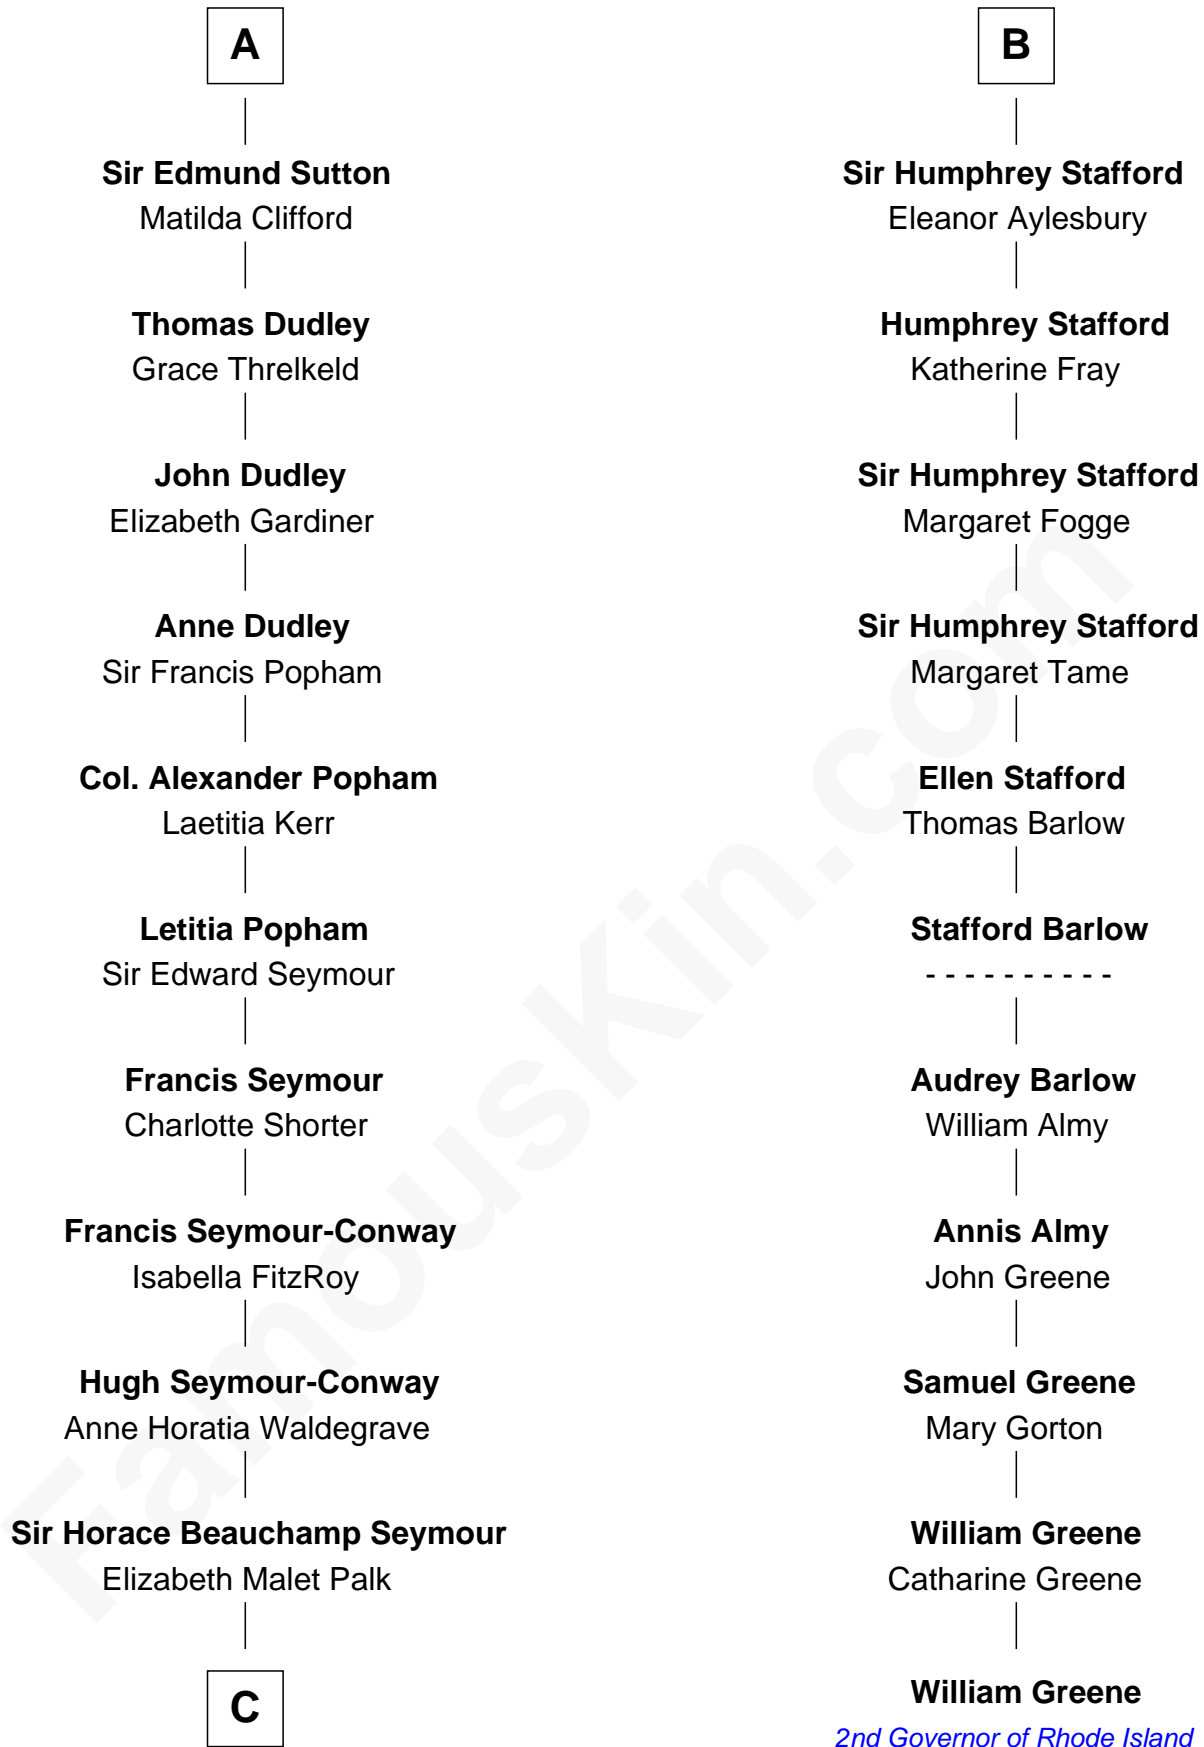 A
Sir Edmund Sutton
Matilda Clifford
Thomas Dudley
Grace Threlkeld
John Dudley
Elizabeth Gardiner
Anne Dudley
Sir Francis Popham
Col. Alexander Popham
Laetitia Kerr
Letitia Popham
Sir Edward Seymour
Francis Seymour
Charlotte Shorter
Francis Seymour-Conway
Isabella FitzRoy
Hugh Seymour-Conway
Anne Horatia Waldegrave
Sir Horace Beauchamp Seymour
Elizabeth Malet Palk
C
B
Sir Humphrey Stafford
Eleanor Aylesbury
Humphrey Stafford
Katherine Fray
Sir Humphrey Stafford
Margaret Fogge
Sir Humphrey Stafford
Margaret Tame
Ellen Stafford
Thomas Barlow
Stafford Barlow
- - - - - - - - - -
Audrey Barlow
William Almy
Annis Almy
John Greene
Samuel Greene
Mary Gorton
William Greene
Catharine Greene
William Greene
2nd Governor of Rhode Island
FamousKin.com